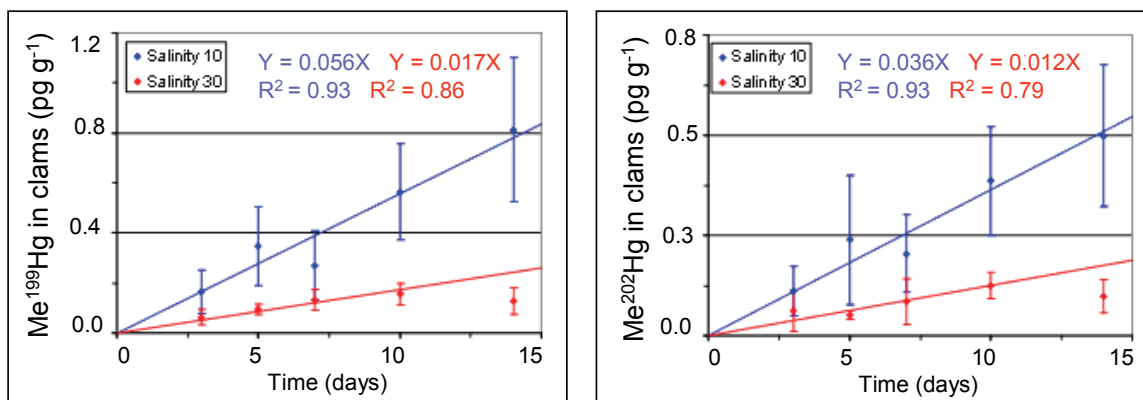 Me¹⁹⁹Hg in clams (pg g⁻¹)
1.2
0.8
0.4
0.0
Salinity 10
Salinity 30
Y = 0.056X Y = 0.017X
R² = 0.93 R² = 0.86
0 5 10 15
Time (days)
Me²⁰²Hg in clams (pg g⁻¹)
0.8
0.5
0.3
0.0
Salinity 10
Salinity 30
Y = 0.036X Y = 0.012X
R² = 0.93 R² = 0.79
0 5 10 15
Time (days)